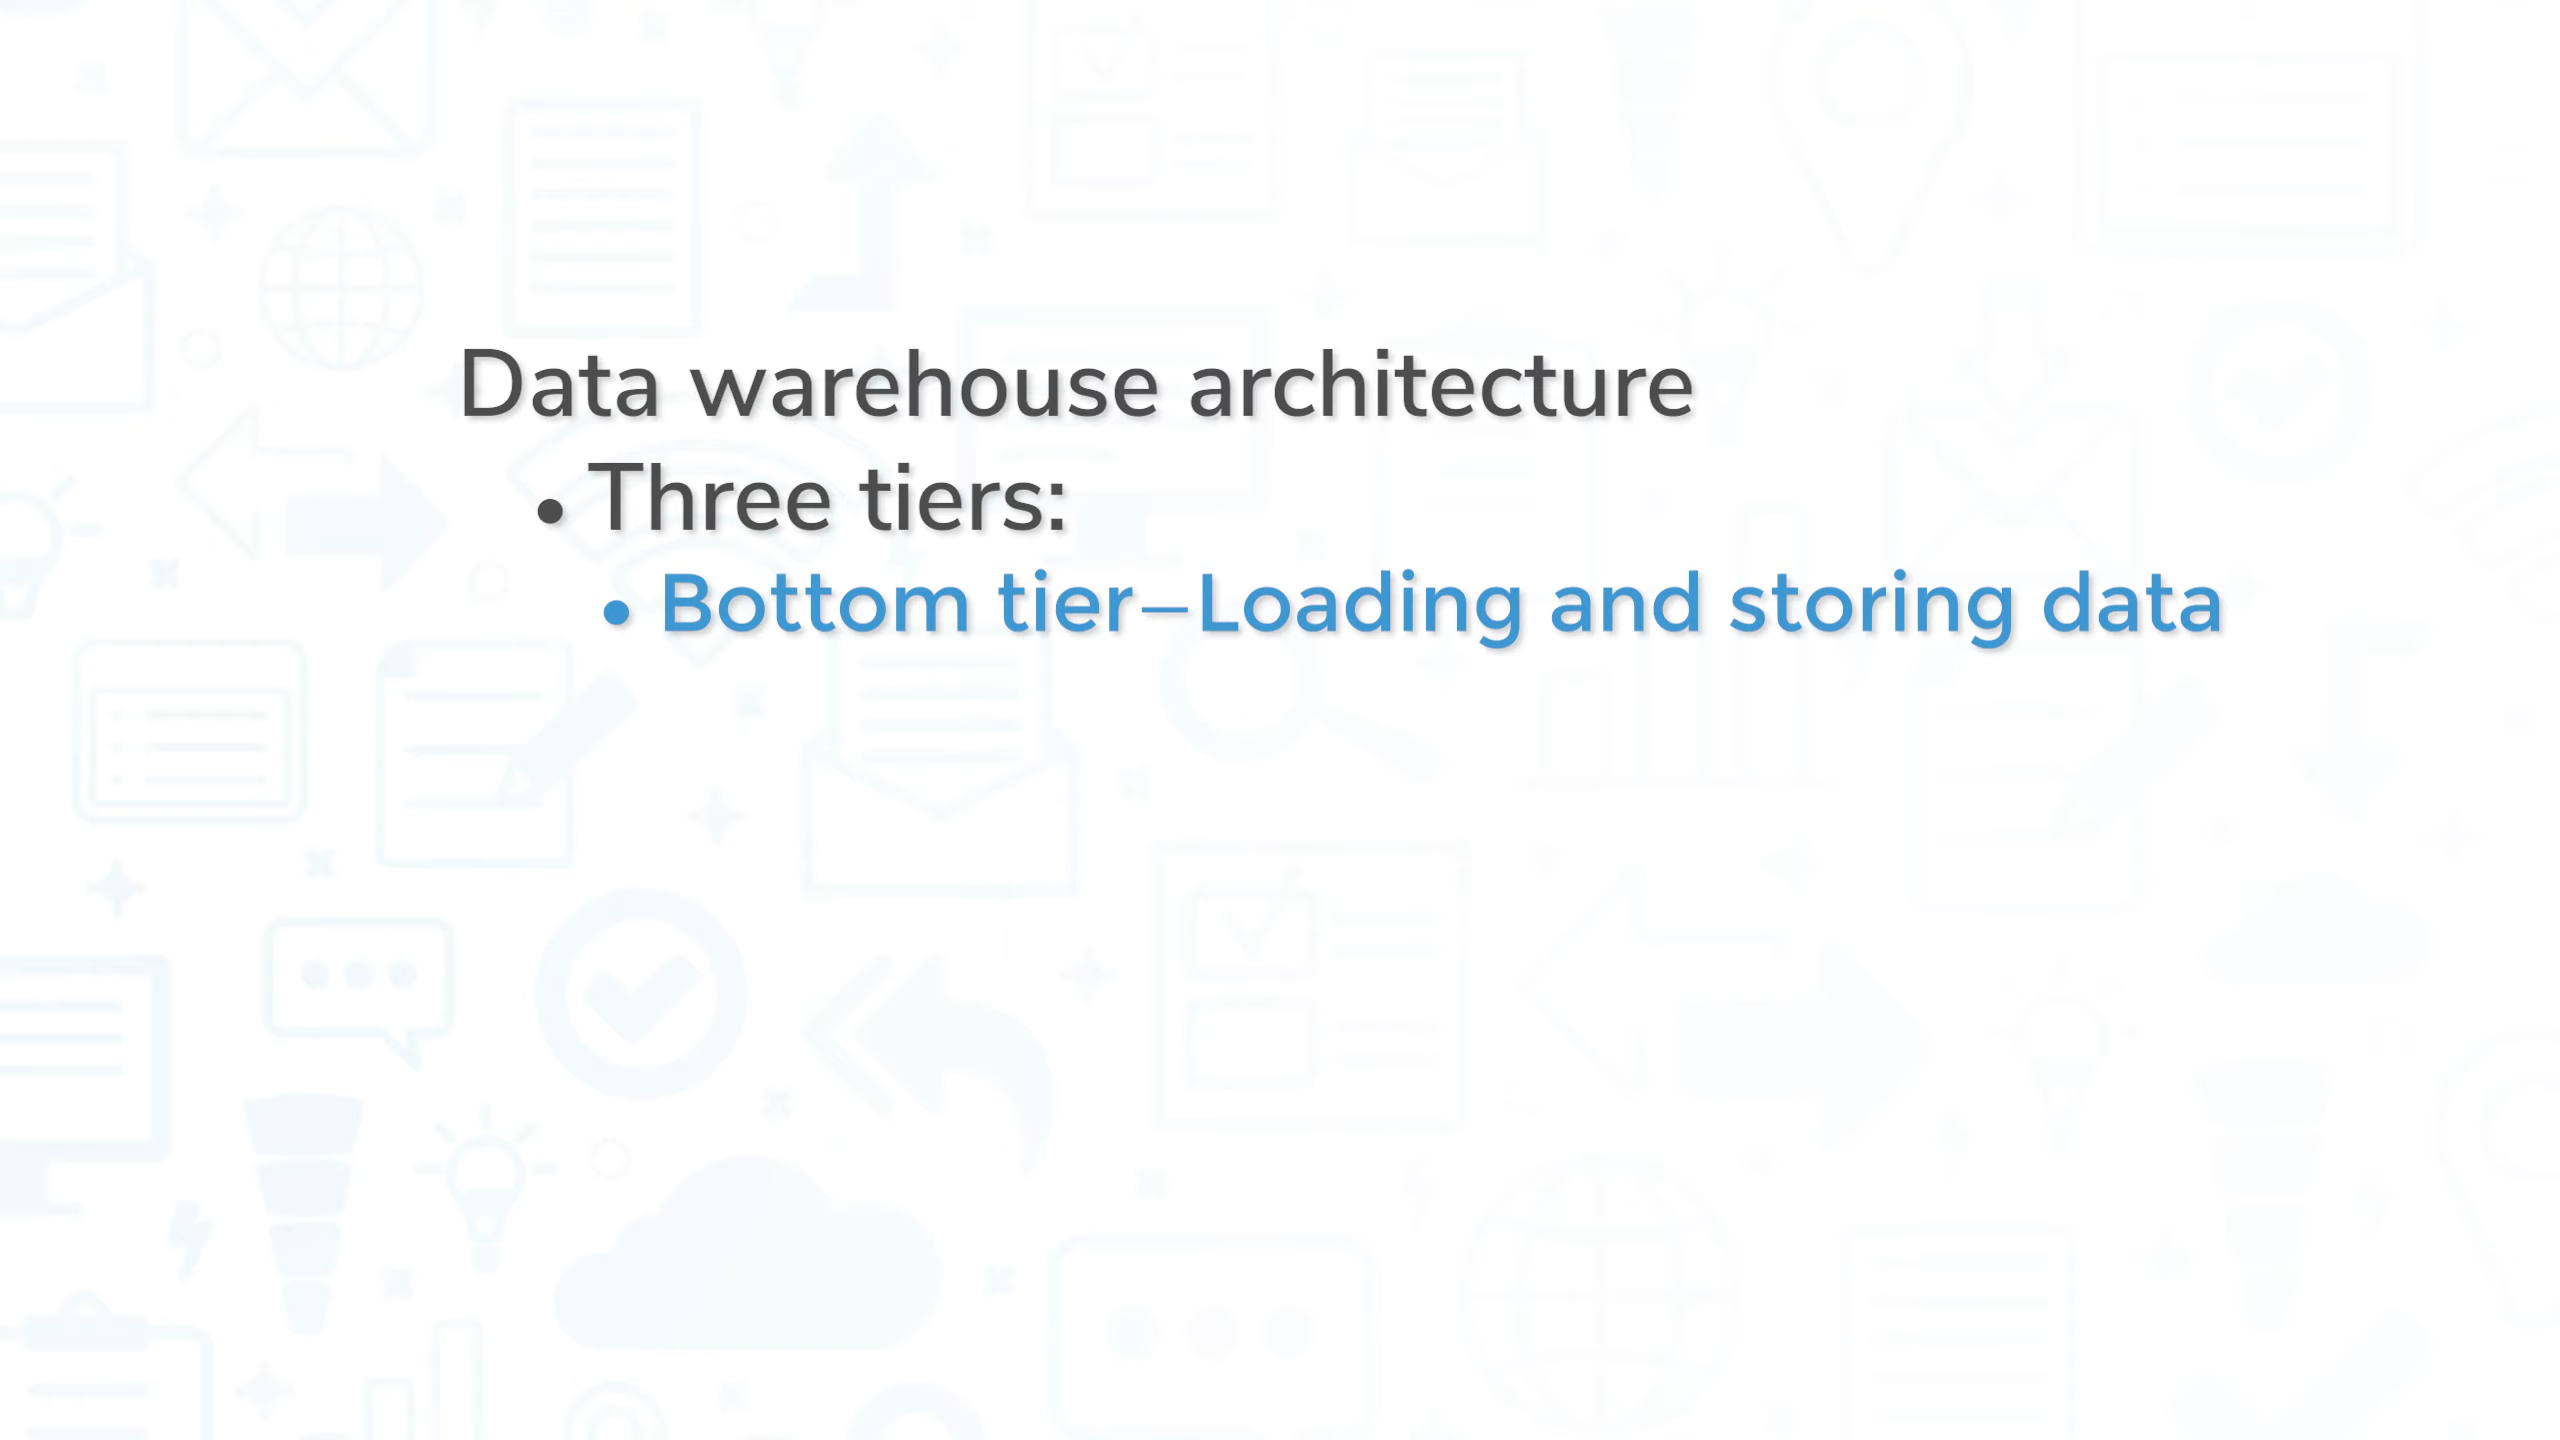 Data warehouse architecture
• Three tiers:
• Bottom tier–Loading and storing data